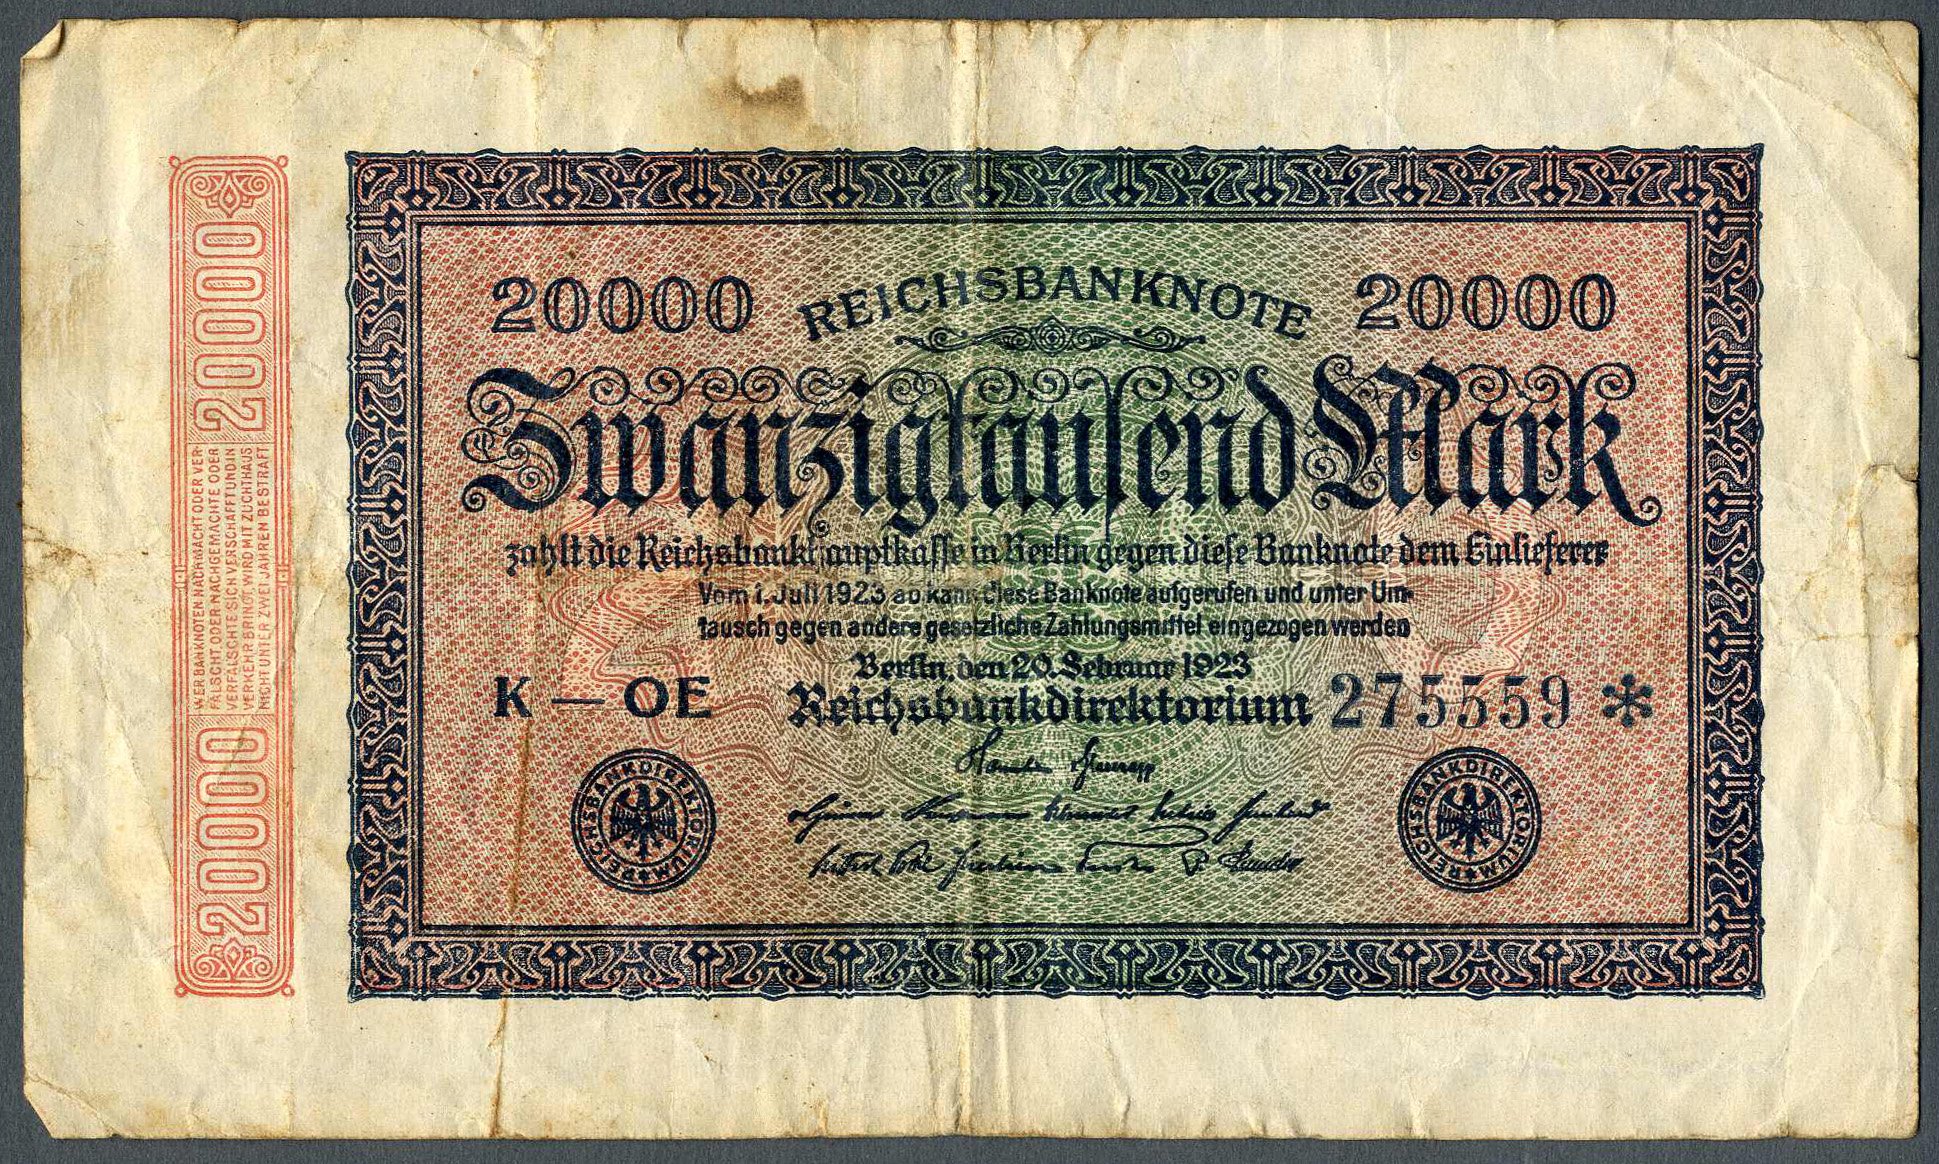 20000
WER BANKNOTEN NACHMACHT ODER VER-
FÄLSCHT ODER NACHGEMACHTE ODER
VERFÄLSCHTE SICH VERSCHAFFT UND IN
VERKEHR BRINGT, WIRD MIT ZUCHTHAUS
NICHT UNTER ZWEI JAHREN BESTRAFT
20000
20000 REICHSBANKNOTE 20000
Zwanzigtausend Mark
zahlt die Reichsbankhauptkasse in Berlin gegen diese Banknote dem Einlieferer
Vom 1. Juli 1923 ab kann diese Banknote aufgerufen und unter Um-
tausch gegen andere gesetzliche Zahlungsmittel eingezogen werden
Berlin, den 20. Februar 1923
K — OE Reichsbankdirektorium 275559 *
REICHSBANKDIREKTORIUM
REICHSBANKDIREKTORIUM